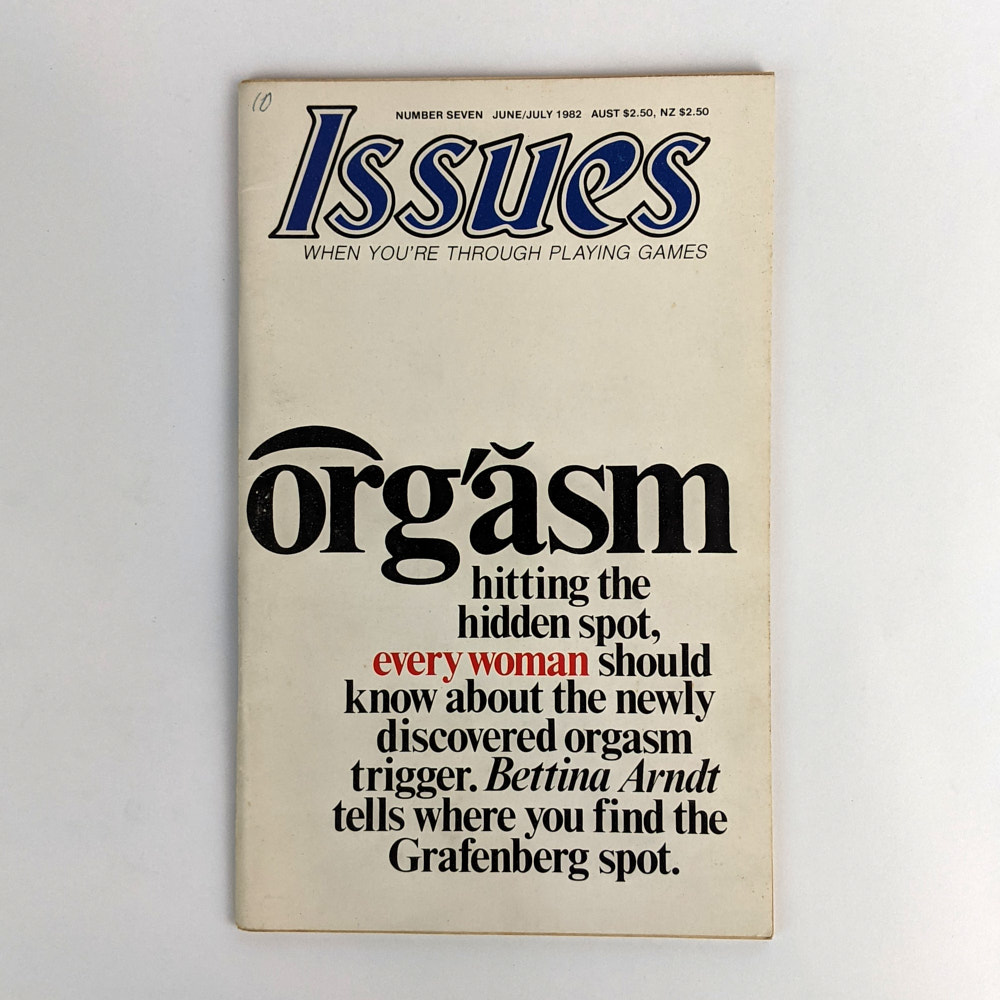 10
NUMBER SEVEN JUNE/JULY 1982 AUST $2.50, NZ $2.50
Issues
WHEN YOU'RE THROUGH PLAYING GAMES
ōrg'ăsm
hitting the
hidden spot,
every woman should
know about the newly
discovered orgasm
trigger. Bettina Arndt
tells where you find the
Grafenberg spot.